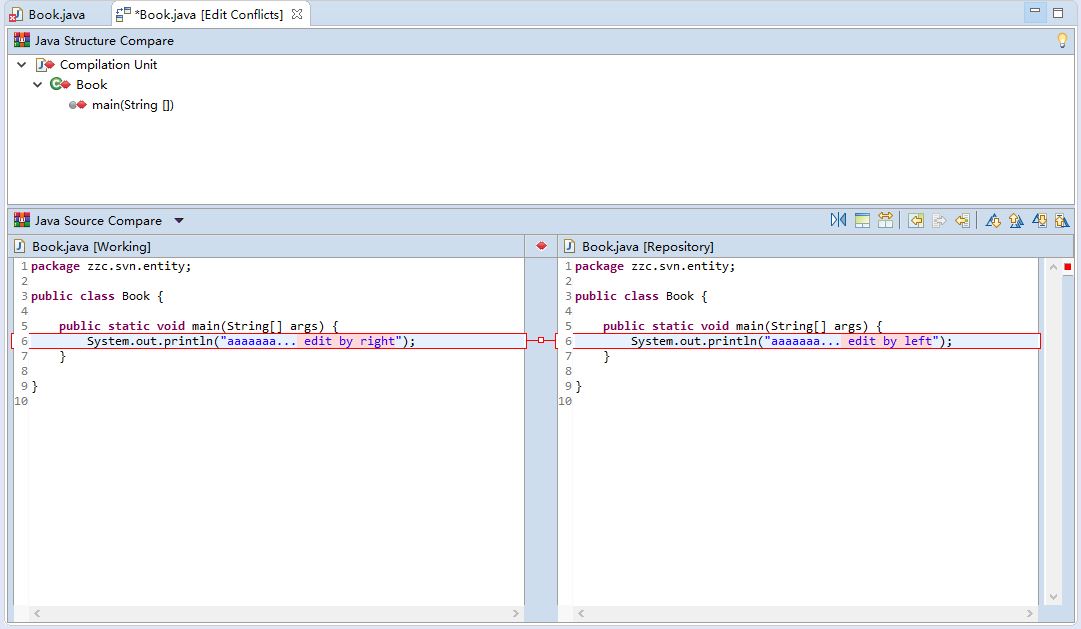 Book.java *Book.java [Edit Conflicts]
Java Structure Compare
Compilation Unit
Book
main(String [])
Java Source Compare
Book.java [Working]
1 package zzc.svn.entity;
2
3 public class Book {
4
5 public static void main(String[] args) {
6 System.out.println("aaaaaaa... edit by right");
7 }
8
9 }
10
Book.java [Repository]
1 package zzc.svn.entity;
2
3 public class Book {
4
5 public static void main(String[] args) {
6 System.out.println("aaaaaaa... edit by left");
7 }
8
9 }
10